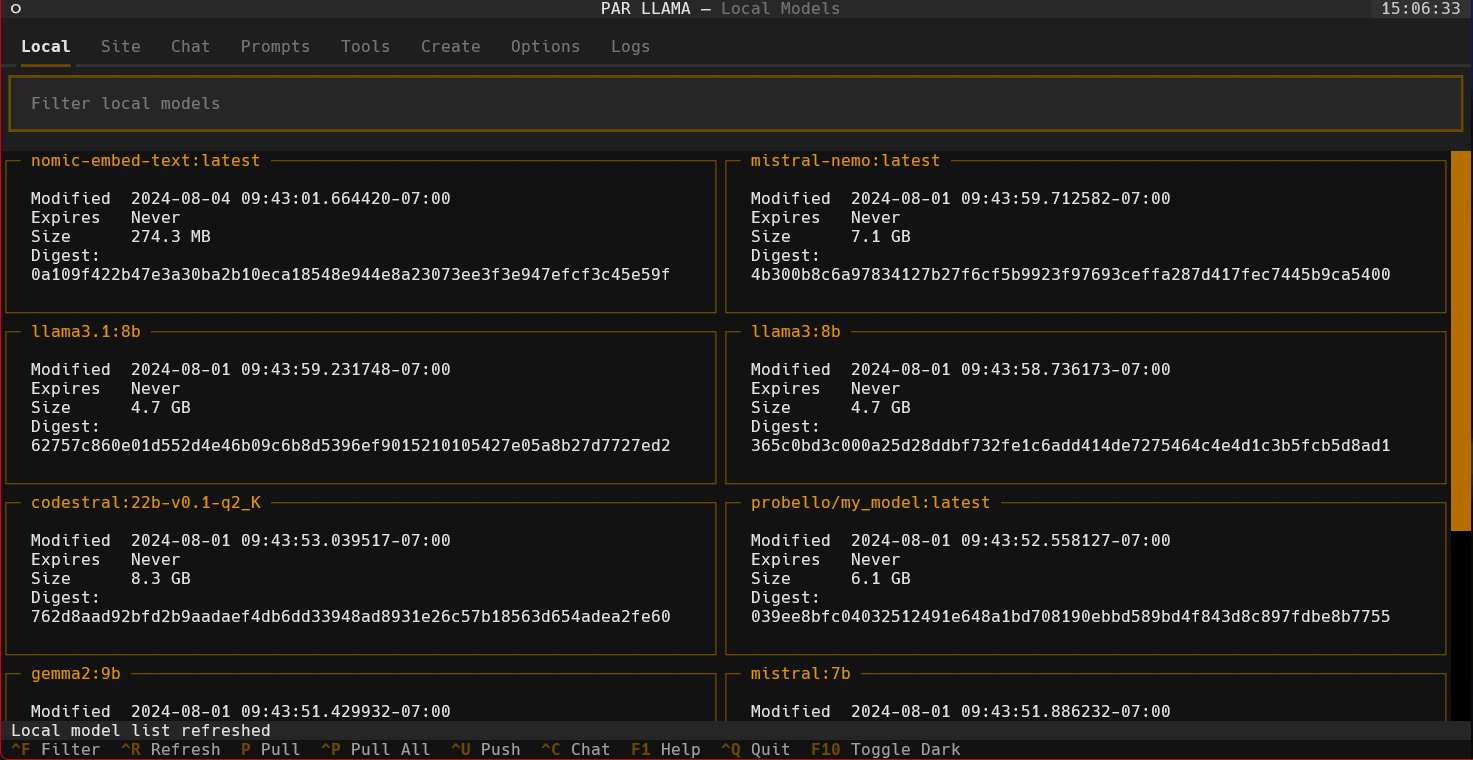 PAR LLAMA — Local Models 15:06:33
Local Site Chat Prompts Tools Create Options Logs
Filter local models
nomic-embed-text:latest
Modified 2024-08-04 09:43:01.664420-07:00
Expires Never
Size 274.3 MB
Digest:
0a109f422b47e3a30ba2b10eca18548e944e8a23073ee3f3e947efcf3c45e59f
mistral-nemo:latest
Modified 2024-08-01 09:43:59.712582-07:00
Expires Never
Size 7.1 GB
Digest:
4b300b8c6a97834127b27f6cf5b9923f97693ceffa287d417fec7445b9ca5400
llama3.1:8b
Modified 2024-08-01 09:43:59.231748-07:00
Expires Never
Size 4.7 GB
Digest:
62757c860e01d552d4e46b09c6b8d5396ef9015210105427e05a8b27d7727ed2
llama3:8b
Modified 2024-08-01 09:43:58.736173-07:00
Expires Never
Size 4.7 GB
Digest:
365c0bd3c000a25d28ddbf732fe1c6add414de7275464c4e4d1c3b5fcb5d8ad1
codestral:22b-v0.1-q2_K
Modified 2024-08-01 09:43:53.039517-07:00
Expires Never
Size 8.3 GB
Digest:
762d8aad92bfd2b9aadaef4db6dd33948ad8931e26c57b18563d654adea2fe60
probello/my_model:latest
Modified 2024-08-01 09:43:52.558127-07:00
Expires Never
Size 6.1 GB
Digest:
039ee8bfc04032512491e648a1bd708190ebbd589bd4f843d8c897fdbe8b7755
gemma2:9b
Modified 2024-08-01 09:43:51.429932-07:00
mistral:7b
Modified 2024-08-01 09:43:51.886232-07:00
Local model list refreshed
^F Filter ^R Refresh P Pull ^P Pull All ^U Push ^C Chat F1 Help ^Q Quit F10 Toggle Dark